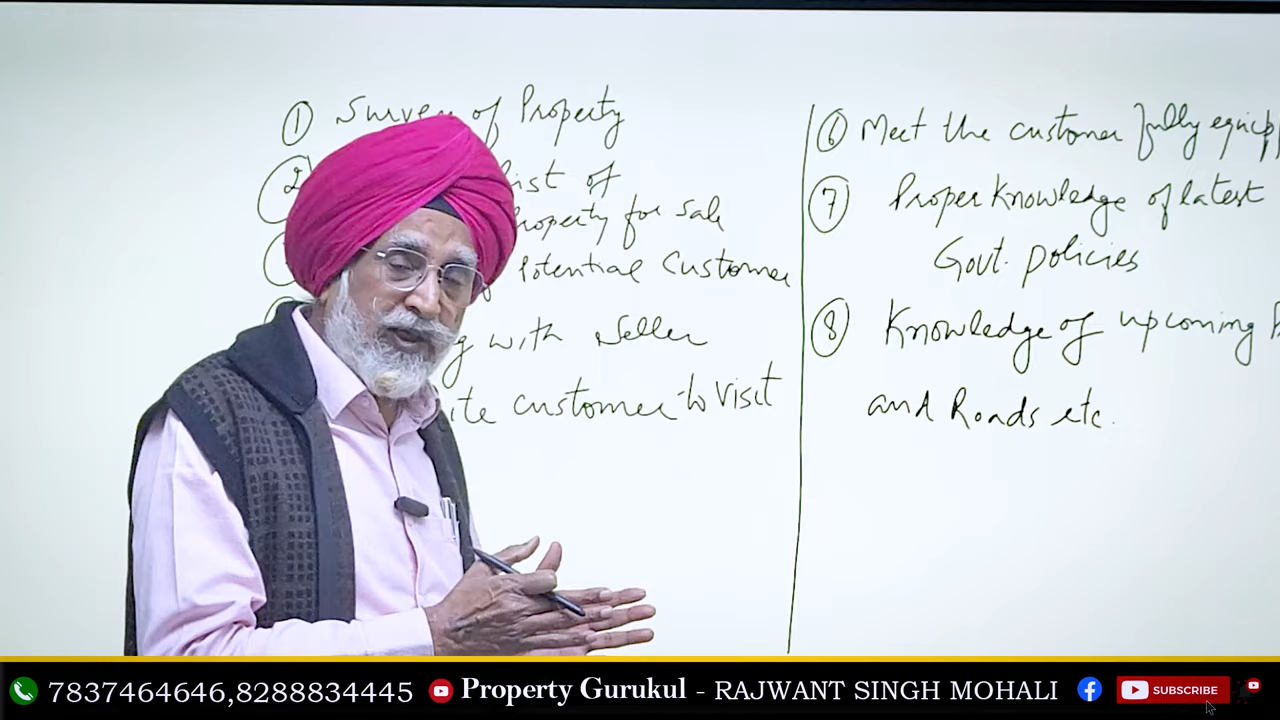 ① Survey of Property
② List of
Property for Sale
Potential Customer
with Seller
customer to visit
⑥ Meet the customer fully
⑦ Proper Knowledge of latest
Govt. policies
⑧ Knowledge of upcoming
and Roads etc.
7837464646,8288834445 Property Gurukul - RAJWANT SINGH MOHALI SUBSCRIBE